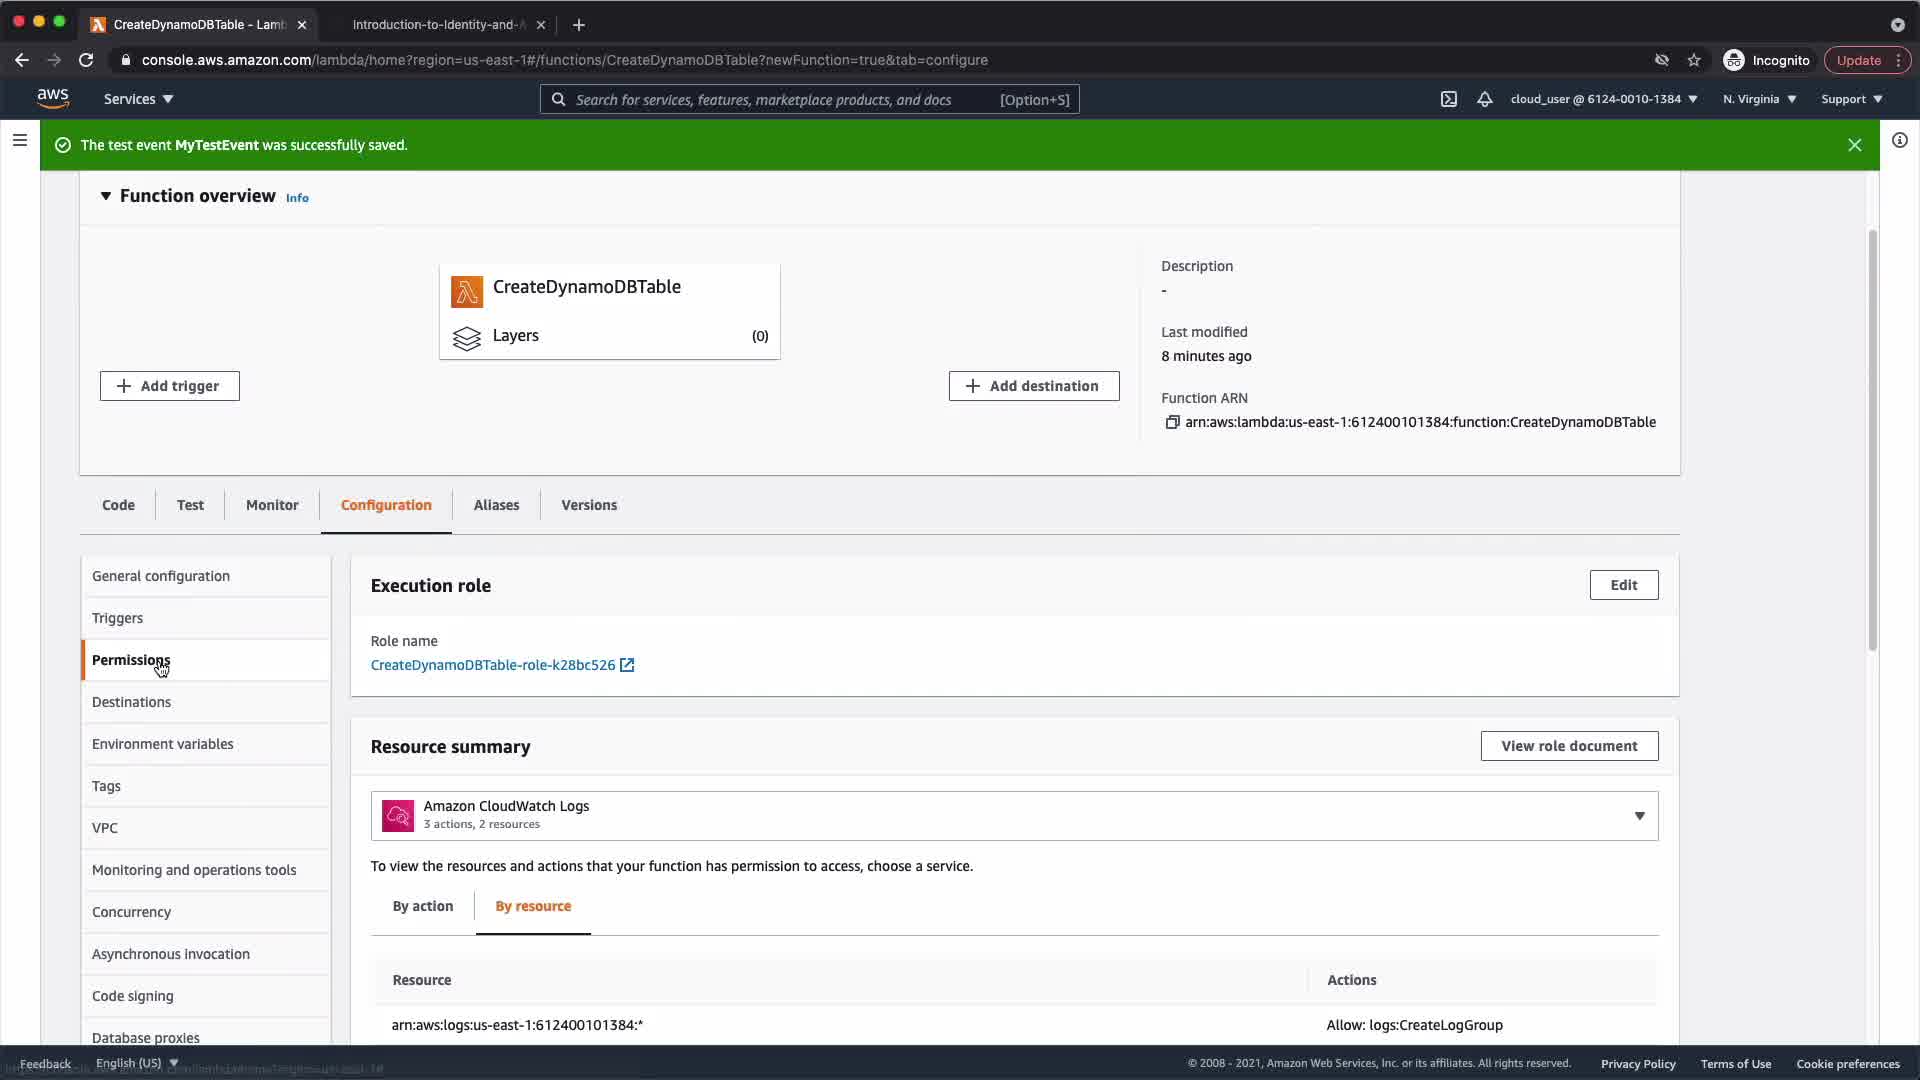 CreateDynamoDBTable - Lamb
Introduction-to-Identity-and-A
console.aws.amazon.com/lambda/home?region=us-east-1#/functions/CreateDynamoDBTable?newFunction=true&tab=configure
Incognito
Update
aws
Services
Search for services, features, marketplace products, and docs
[Option+S]
cloud_user @ 6124-0010-1384
N. Virginia
Support
The test event MyTestEvent was successfully saved.
Function overview
Info
CreateDynamoDBTable
Layers
(0)
Add trigger
Add destination
Description
-
Last modified
8 minutes ago
Function ARN
arn:aws:lambda:us-east-1:612400101384:function:CreateDynamoDBTable
Code
Test
Monitor
Configuration
Aliases
Versions
General configuration
Triggers
Permissions
Destinations
Environment variables
Tags
VPC
Monitoring and operations tools
Concurrency
Asynchronous invocation
Code signing
Database proxies
Execution role
Edit
Role name
CreateDynamoDBTable-role-k28bc526
Resource summary
View role document
Amazon CloudWatch Logs
3 actions, 2 resources
To view the resources and actions that your function has permission to access, choose a service.
By action
By resource
Resource
Actions
arn:aws:logs:us-east-1:612400101384:*
Allow: logs:CreateLogGroup
Feedback
English (US)
© 2008 - 2021, Amazon Web Services, Inc. or its affiliates. All rights reserved.
Privacy Policy
Terms of Use
Cookie preferences